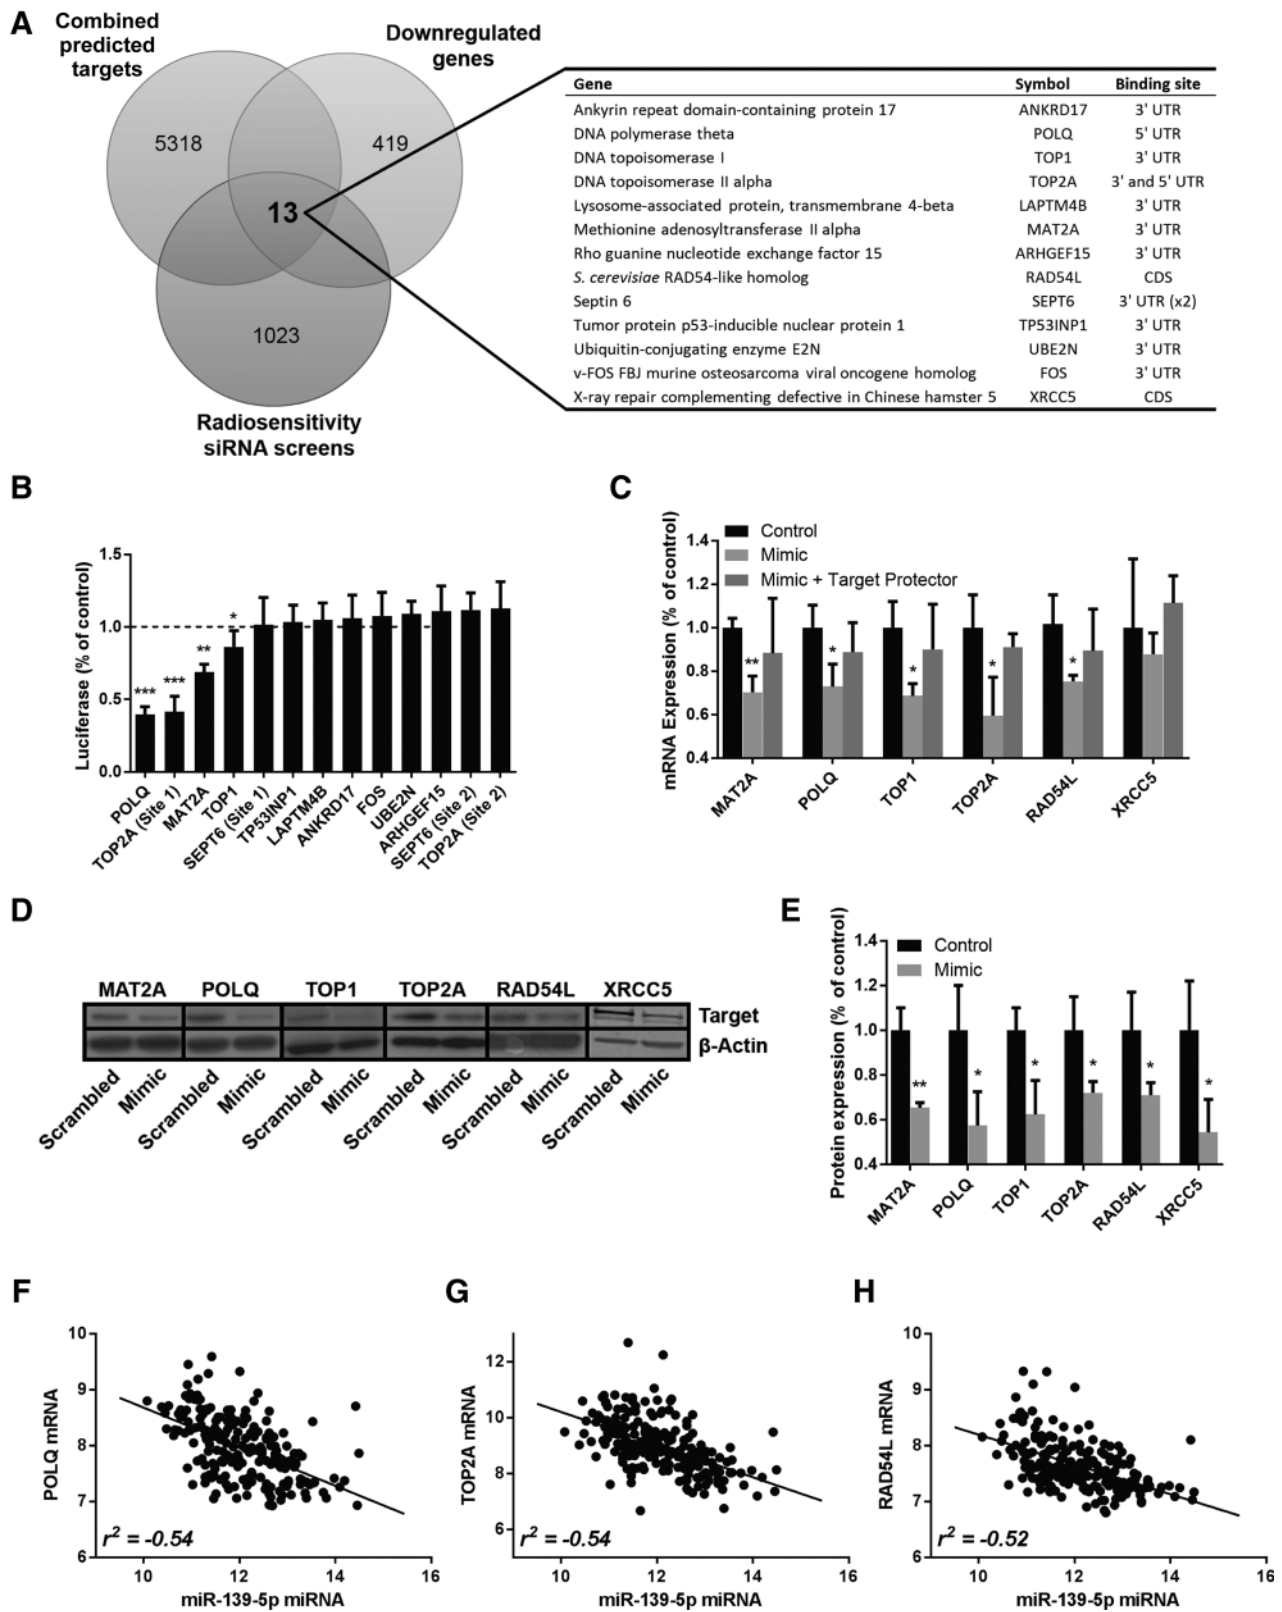 A
Combined
predicted
targets
Downregulated
genes
5318
419
13
1023
Radiosensitivity
siRNA screens
Gene Symbol Binding site
Ankyrin repeat domain-containing protein 17 ANKRD17 3' UTR
DNA polymerase theta POLQ 5' UTR
DNA topoisomerase I TOP1 3' UTR
DNA topoisomerase II alpha TOP2A 3' and 5' UTR
Lysosome-associated protein, transmembrane 4-beta LAPTM4B 3' UTR
Methionine adenosyltransferase II alpha MAT2A 3' UTR
Rho guanine nucleotide exchange factor 15 ARHGEF15 3' UTR
S. cerevisiae RAD54-like homolog RAD54L CDS
Septin 6 SEPT6 3' UTR (x2)
Tumor protein p53-inducible nuclear protein 1 TP53INP1 3' UTR
Ubiquitin-conjugating enzyme E2N UBE2N 3' UTR
v-FOS FBJ murine osteosarcoma viral oncogene homolog FOS 3' UTR
X-ray repair complementing defective in Chinese hamster 5 XRCC5 CDS
B
Luciferase (% of control)
1.5
1.0
0.5
0.0
*** *** ** *
POLQ
TOP2A (Site 1)
MAT2A
TOP1
SEPT6 (Site 1)
TP53INP1
LAPTM4B
ANKRD17
FOS
UBE2N
ARHGEF15
SEPT6 (Site 2)
TOP2A (Site 2)
C
mRNA Expression (% of control)
1.4
1.2
1.0
0.8
0.6
0.4
Control
Mimic
Mimic + Target Protector
** * * * *
MAT2A
POLQ
TOP1
TOP2A
RAD54L
XRCC5
D
MAT2A POLQ TOP1 TOP2A RAD54L XRCC5
Target
β-Actin
Scrambled
Mimic
Scrambled
Mimic
Scrambled
Mimic
Scrambled
Mimic
Scrambled
Mimic
Scrambled
Mimic
E
Protein expression (% of control)
1.4
1.2
1.0
0.8
0.6
0.4
Control
Mimic
** * * * * *
MAT2A
POLQ
TOP1
TOP2A
RAD54L
XRCC5
F
POLQ mRNA
10
9
8
7
6
r² = -0.54
10 12 14 16
miR-139-5p miRNA
G
TOP2A mRNA
12
10
8
6
r² = -0.54
10 12 14 16
miR-139-5p miRNA
H
RAD54L mRNA
10
9
8
7
6
r² = -0.52
10 12 14 16
miR-139-5p miRNA